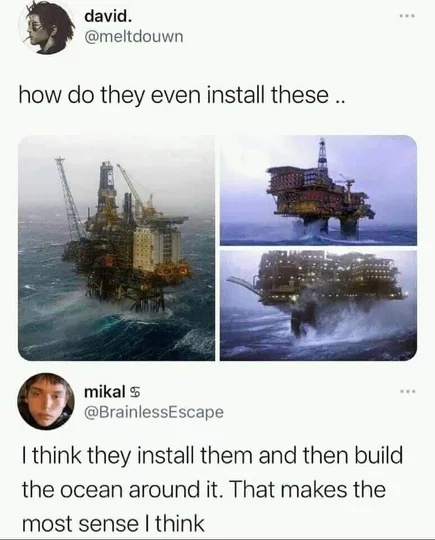 david.
@meltdouwn
how do they even install these ..
mikal ♋
@BrainlessEscape
I think they install them and then build
the ocean around it. That makes the
most sense I think